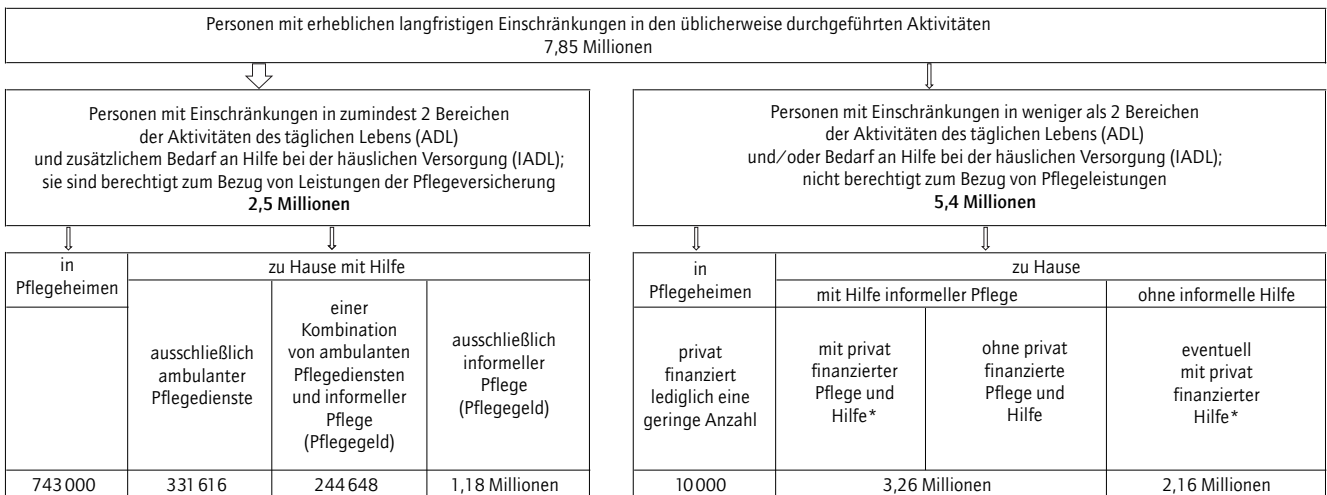 Personen mit erheblichen langfristigen Einschränkungen in den üblicherweise durchgeführten Aktivitäten
7,85 Millionen
Personen mit Einschränkungen in zumindest 2 Bereichen
der Aktivitäten des täglichen Lebens (ADL)
und zusätzlichem Bedarf an Hilfe bei der häuslichen Versorgung (IADL);
sie sind berechtigt zum Bezug von Leistungen der Pflegeversicherung
2,5 Millionen
Personen mit Einschränkungen in weniger als 2 Bereichen
der Aktivitäten des täglichen Lebens (ADL)
und/oder Bedarf an Hilfe bei der häuslichen Versorgung (IADL);
nicht berechtigt zum Bezug von Pflegeleistungen
5,4 Millionen
in
Pflegeheimen
zu Hause mit Hilfe
ausschließlich
ambulanter
Pflegedienste
einer
Kombination
von ambulanten
Pflegediensten
und informeller
Pflege
(Pflegegeld)
ausschließlich
informeller
Pflege
(Pflegegeld)
743 000
331 616
244 648
1,18 Millionen
in
Pflegeheimen
zu Hause
mit Hilfe informeller Pflege
ohne informelle Hilfe
privat
finanziert
lediglich eine
geringe Anzahl
mit privat
finanzierter
Pflege und
Hilfe*
ohne privat
finanzierte
Pflege und
Hilfe
eventuell
mit privat
finanzierter
Hilfe*
10 000
3,26 Millionen
2,16 Millionen